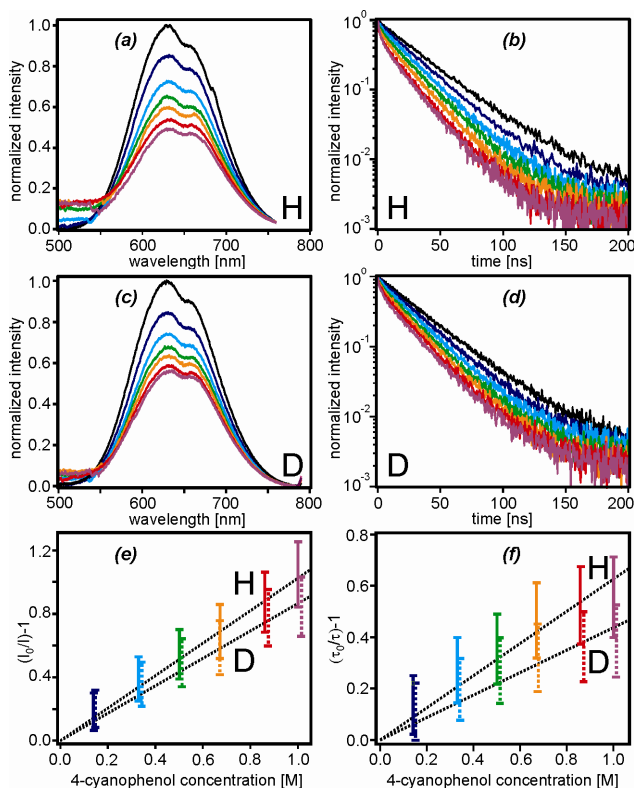 (a)
normalized intensity
1.0
0.8
0.6
0.4
0.2
0.0
H
500
600
700
800
wavelength [nm]
(b)
normalized intensity
10^0
10^-1
10^-2
10^-3
H
0
50
100
150
200
time [ns]
(c)
normalized intensity
1.0
0.8
0.6
0.4
0.2
0.0
D
500
600
700
800
wavelength [nm]
(d)
normalized intensity
10^0
10^-1
10^-2
10^-3
D
0
50
100
150
200
time [ns]
(e)
(I0/I)-1
1.2
0.8
0.4
0.0
H
D
0.0
0.2
0.4
0.6
0.8
1.0
4-cyanophenol concentration [M]
(f)
(τ0/τ)-1
0.8
0.6
0.4
0.2
0.0
H
D
0.0
0.2
0.4
0.6
0.8
1.0
4-cyanophenol concentration [M]